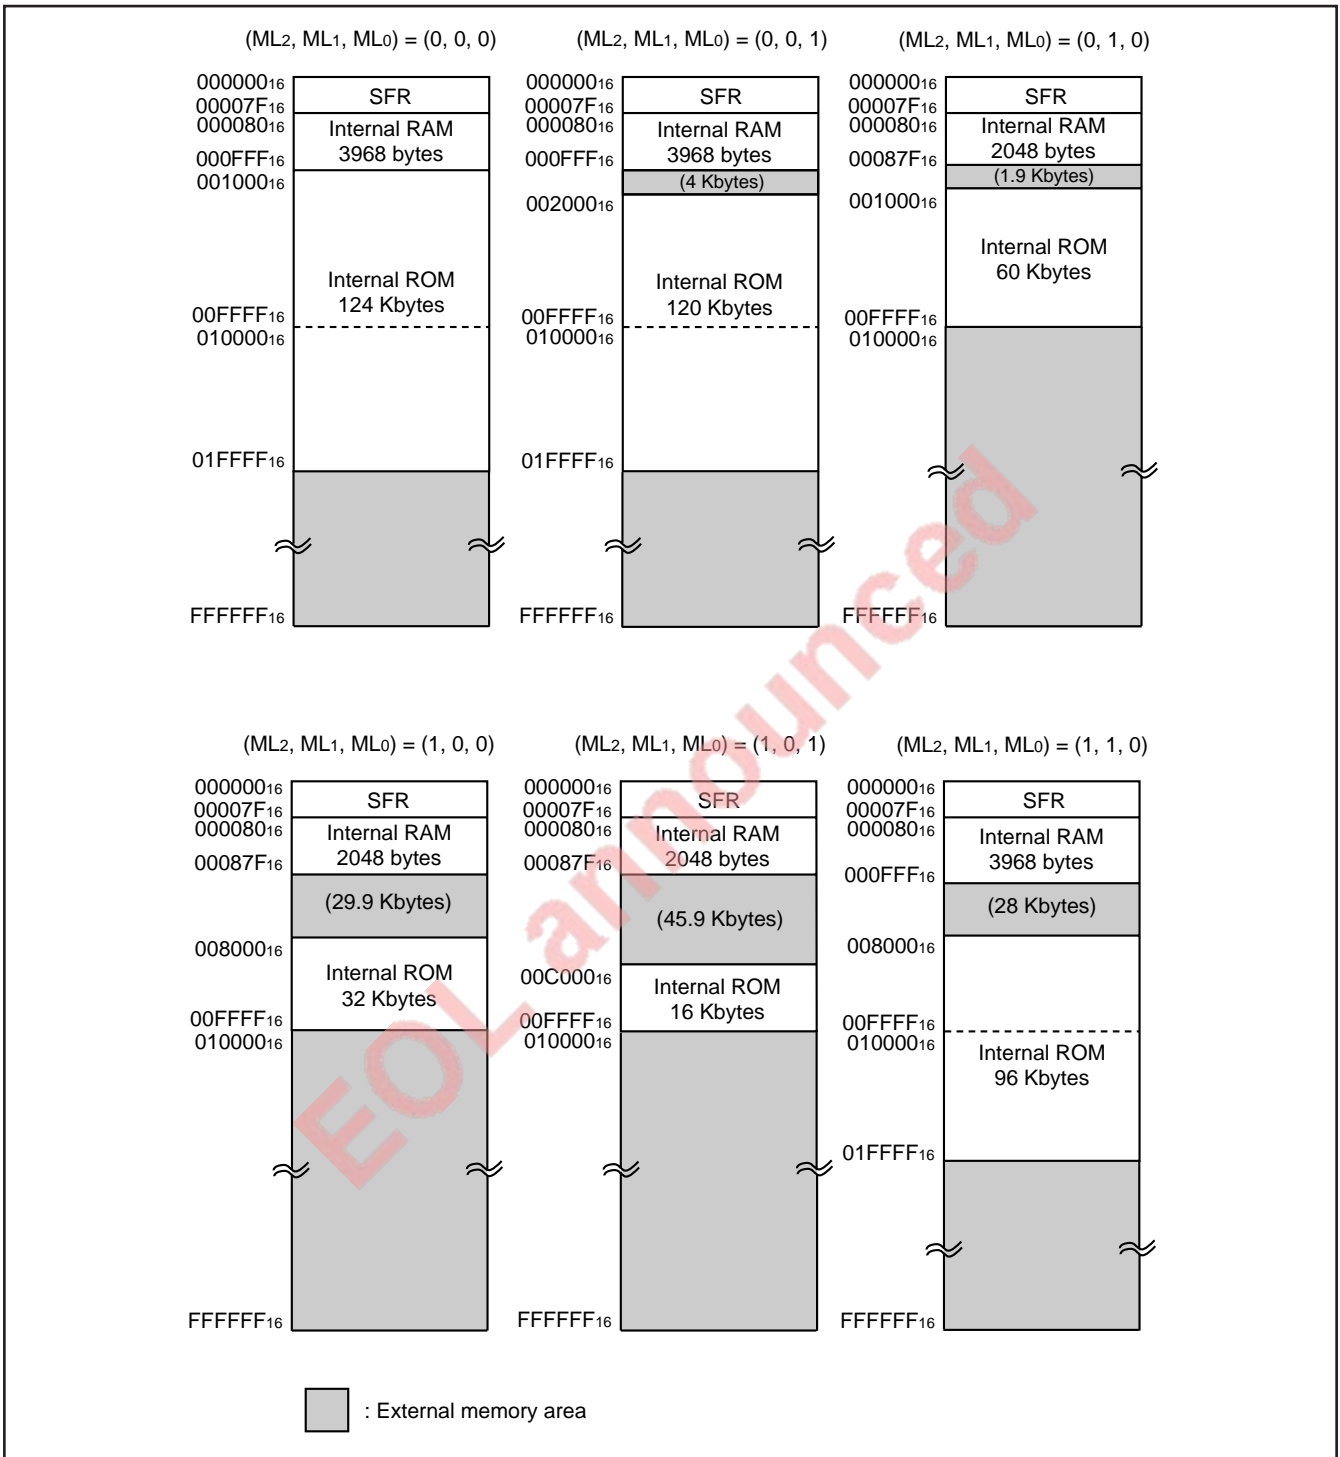 (ML2, ML1, ML0) = (0, 0, 0)
00000016
00007F16
00008016
000FFF16
00100016
00FFFF16
01000016
01FFFF16
FFFFFF16
SFR
Internal RAM
3968 bytes
Internal ROM
124 Kbytes
(ML2, ML1, ML0) = (0, 0, 1)
00000016
00007F16
00008016
000FFF16
00200016
00FFFF16
01000016
01FFFF16
FFFFFF16
SFR
Internal RAM
3968 bytes
(4 Kbytes)
Internal ROM
120 Kbytes
(ML2, ML1, ML0) = (0, 1, 0)
00000016
00007F16
00008016
00087F16
00100016
00FFFF16
01000016
FFFFFF16
SFR
Internal RAM
2048 bytes
(1.9 Kbytes)
Internal ROM
60 Kbytes
(ML2, ML1, ML0) = (1, 0, 0)
00000016
00007F16
00008016
00087F16
00800016
00FFFF16
01000016
FFFFFF16
SFR
Internal RAM
2048 bytes
(29.9 Kbytes)
Internal ROM
32 Kbytes
(ML2, ML1, ML0) = (1, 0, 1)
00000016
00007F16
00008016
00087F16
00C00016
00FFFF16
01000016
FFFFFF16
SFR
Internal RAM
2048 bytes
(45.9 Kbytes)
Internal ROM
16 Kbytes
(ML2, ML1, ML0) = (1, 1, 0)
00000016
00007F16
00008016
000FFF16
00800016
00FFFF16
01000016
01FFFF16
FFFFFF16
SFR
Internal RAM
3968 bytes
(28 Kbytes)
Internal ROM
96 Kbytes
: External memory area
EOL announced